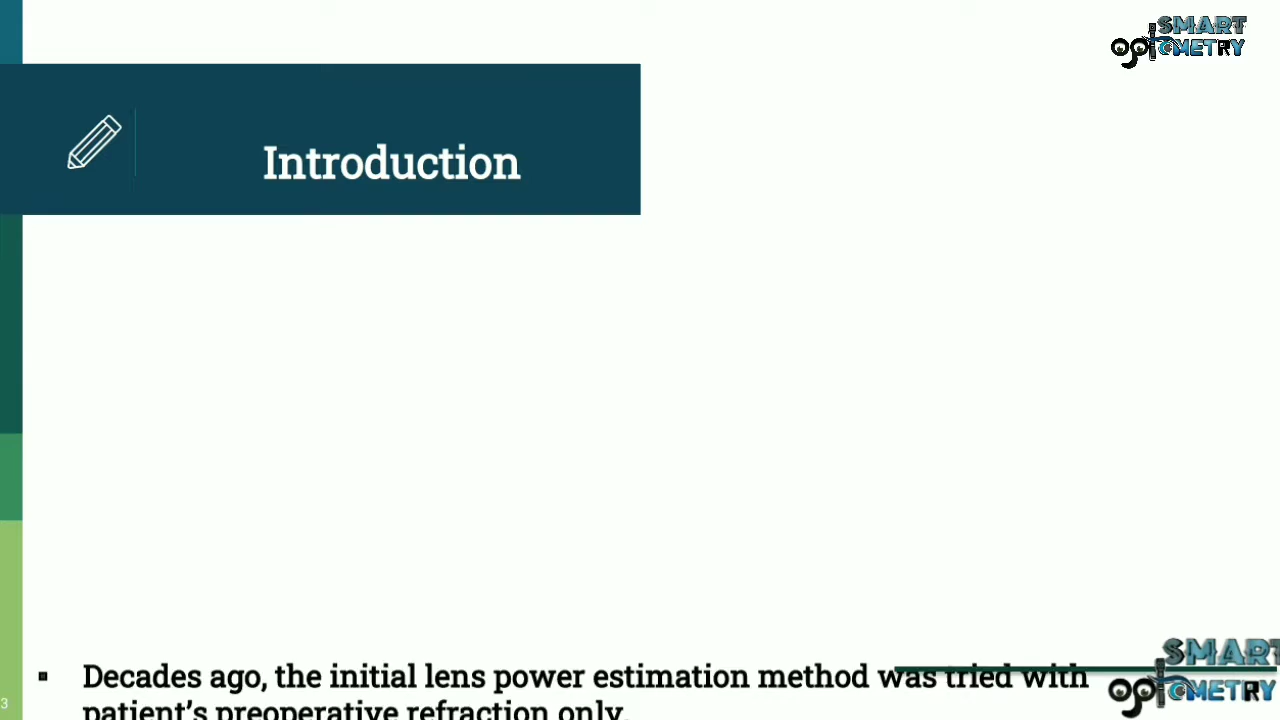 SMART
OPTOMETRY
Introduction
Decades ago, the initial lens power estimation method was tried with
patient's preoperative refraction only.
SMART
OPTOMETRY
3